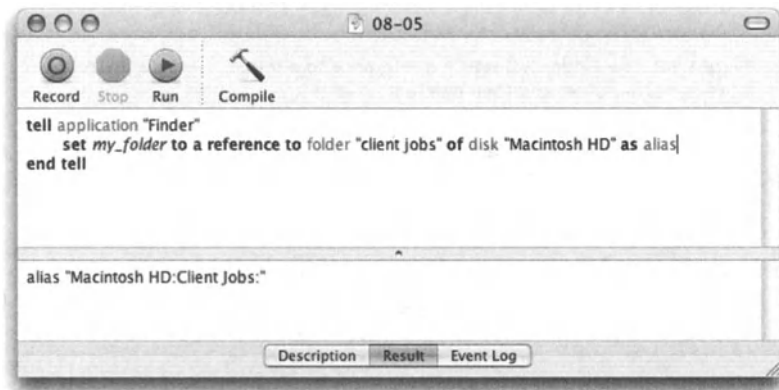 08-05
Record Stop Run Compile
tell application "Finder"
set my_folder to a reference to folder "client jobs" of disk "Macintosh HD" as alias
end tell
alias "Macintosh HD:Client Jobs:"
Description Result Event Log